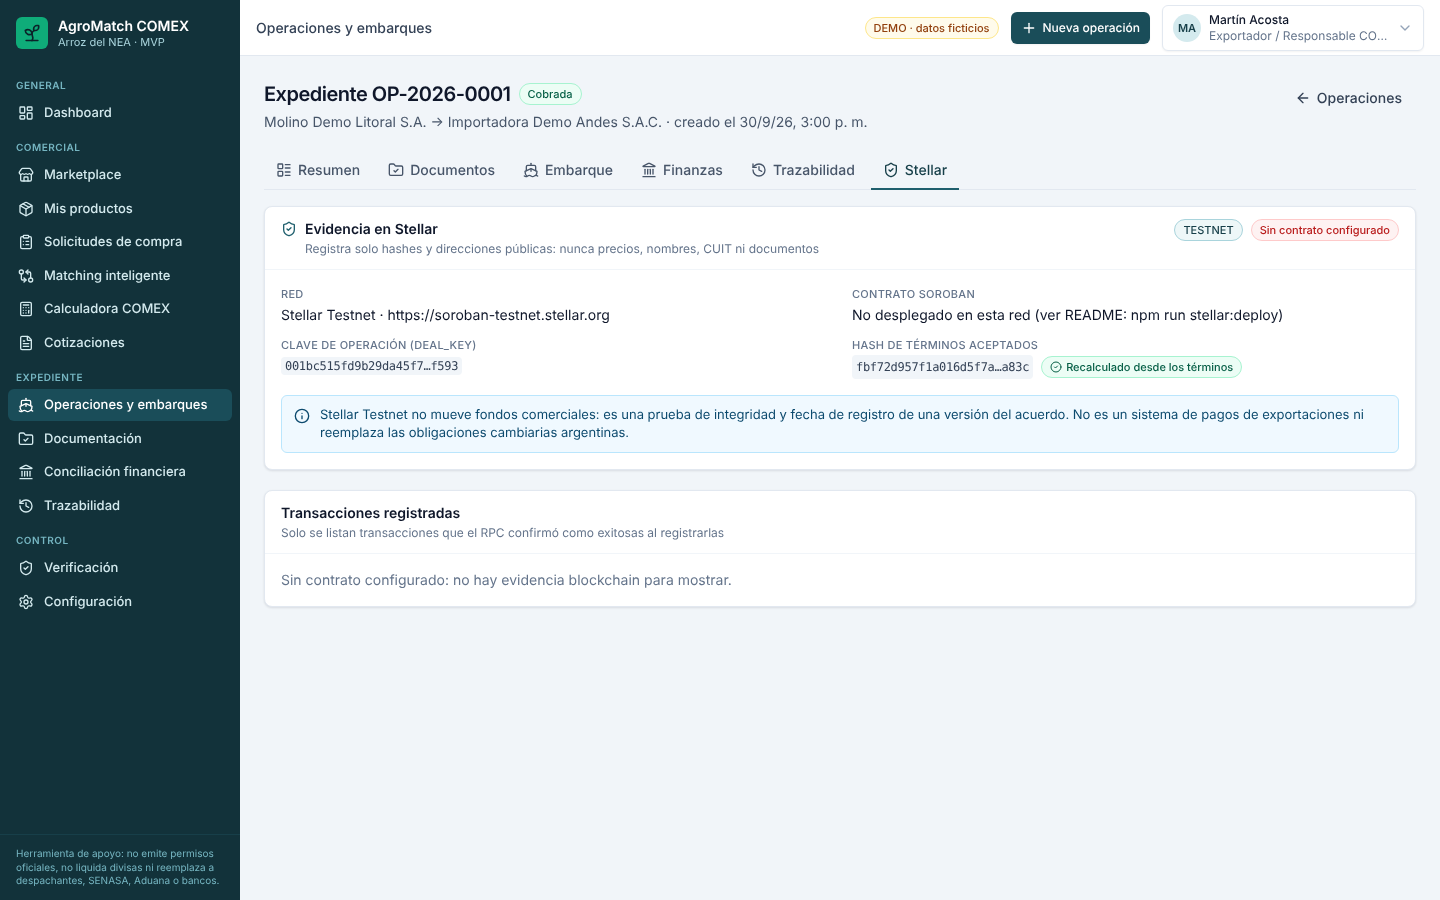 AgroMatch COMEX
Arroz del NEA · MVP
GENERAL
Dashboard
COMERCIAL
Marketplace
Mis productos
Solicitudes de compra
Matching inteligente
Calculadora COMEX
Cotizaciones
EXPEDIENTE
Operaciones y embarques
Documentación
Conciliación financiera
Trazabilidad
CONTROL
Verificación
Configuración
Herramienta de apoyo: no emite permisos
oficiales, no liquida divisas ni reemplaza a
despachantes, SENASA, Aduana o bancos.
Operaciones y embarques
DEMO · datos ficticios
Nueva operación
MA
Martín Acosta
Exportador / Responsable CO...
Expediente OP-2026-0001
Cobrada
Molino Demo Litoral S.A. → Importadora Demo Andes S.A.C. · creado el 30/9/26, 3:00 p. m.
← Operaciones
Resumen
Documentos
Embarque
Finanzas
Trazabilidad
Stellar
Evidencia en Stellar
Registra solo hashes y direcciones públicas: nunca precios, nombres, CUIT ni documentos
TESTNET
Sin contrato configurado
RED
Stellar Testnet · https://soroban-testnet.stellar.org
CONTRATO SOROBAN
No desplegado en esta red (ver README: npm run stellar:deploy)
CLAVE DE OPERACIÓN (DEAL_KEY)
001bc515fd9b29da45f7…f593
HASH DE TÉRMINOS ACEPTADOS
fbf72d957f1a016d5f7a…a83c
Recalculado desde los términos
Stellar Testnet no mueve fondos comerciales: es una prueba de integridad y fecha de registro de una versión del acuerdo. No es un sistema de pagos de exportaciones ni
reemplaza las obligaciones cambiarias argentinas.
Transacciones registradas
Solo se listan transacciones que el RPC confirmó como exitosas al registrarlas
Sin contrato configurado: no hay evidencia blockchain para mostrar.